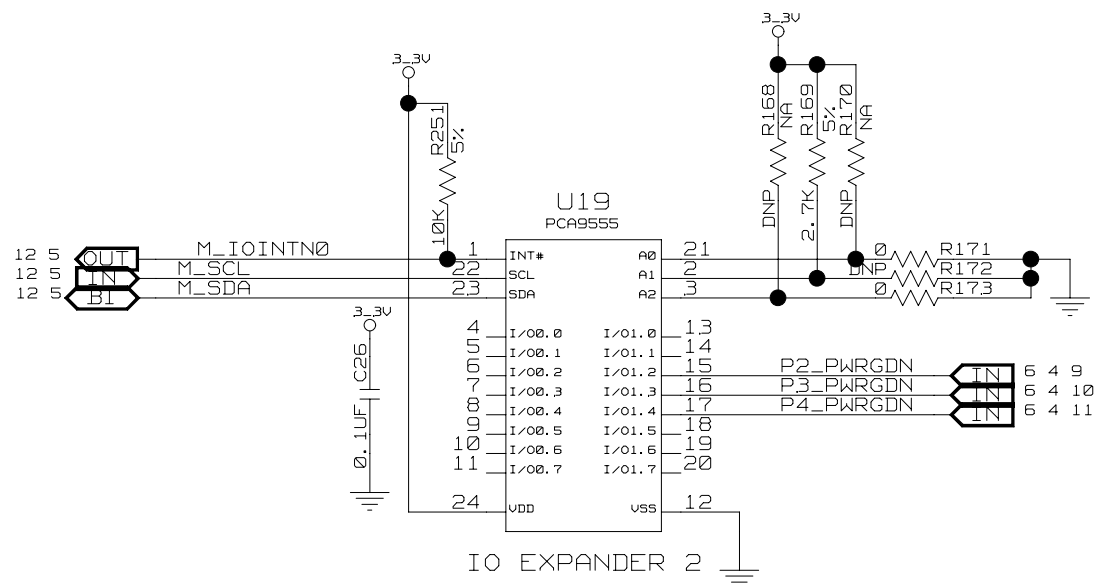 3_3V
3_3V
R168
NA
R169
5%
R170
NA
R251
5%
10K
DNP
2.7K
DNP
U19
PCA9555
12 5
OUT
M_IOINTN0
1
INT#
A0
21
0
R171
12 5
IN
M_SCL
22
SCL
A1
2
DNP
R172
12 5
BI
M_SDA
23
SDA
A2
3
0
R173
3_3V
C26
0.1UF
4
I/O0.0
I/O1.0
13
5
I/O0.1
I/O1.1
14
6
I/O0.2
I/O1.2
15
P2_PWRGDN
IN
6 4 9
7
I/O0.3
I/O1.3
16
P3_PWRGDN
IN
6 4 10
8
I/O0.4
I/O1.4
17
P4_PWRGDN
IN
6 4 11
9
I/O0.5
I/O1.5
18
10
I/O0.6
I/O1.6
19
11
I/O0.7
I/O1.7
20
24
VDD
VSS
12
IO EXPANDER 2